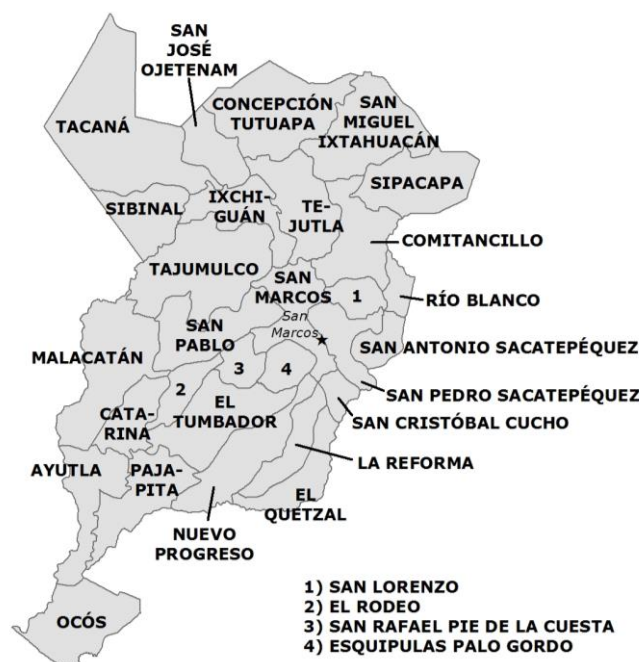 SAN
JOSÉ
OJETENAM
CONCEPCIÓN
TUTUAPA
SAN
MIGUEL
IXTAHUACÁN
TACANÁ
SIPACAPA
IXCHI-
GUÁN
TE-
JUTLA
SIBINAL
COMITANCILLO
TAJUMULCO
SAN
MARCOS
1
RÍO BLANCO
San
Marcos
SAN
PABLO
SAN ANTONIO SACATEPÉQUEZ
MALACATÁN
3
4
2
SAN PEDRO SACATEPÉQUEZ
CATA-
RINA
EL
TUMBADOR
SAN CRISTÓBAL CUCHO
AYUTLA
PAJA-
PITA
LA REFORMA
EL
QUETZAL
NUEVO
PROGRESO
OCÓS
1) SAN LORENZO
2) EL RODEO
3) SAN RAFAEL PIE DE LA CUESTA
4) ESQUIPULAS PALO GORDO